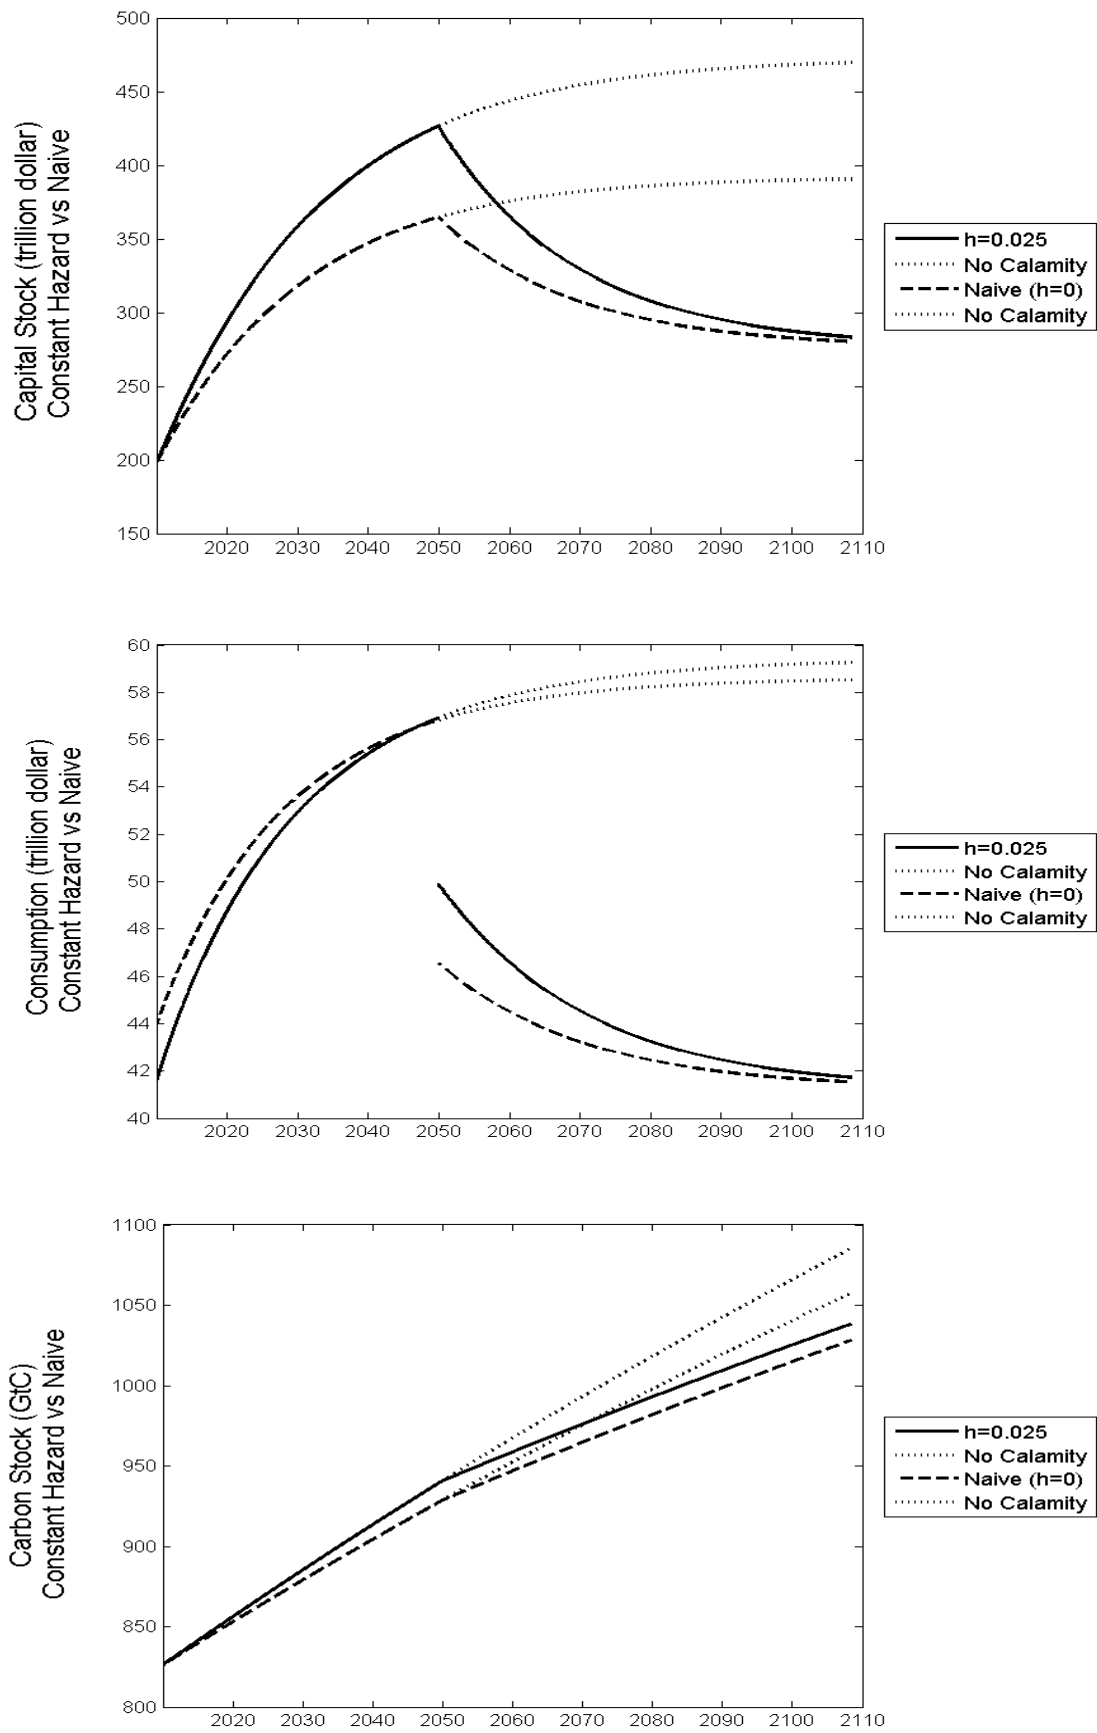 500
450
400
350
300
250
200
150
2020 2030 2040 2050 2060 2070 2080 2090 2100 2110
Capital Stock (trillion dollar)
Constant Hazard vs Naive
h=0.025
No Calamity
Naive (h=0)
No Calamity
60
58
56
54
52
50
48
46
44
42
40
2020 2030 2040 2050 2060 2070 2080 2090 2100 2110
Consumption (trillion dollar)
Constant Hazard vs Naive
h=0.025
No Calamity
Naive (h=0)
No Calamity
1100
1050
1000
950
900
850
800
2020 2030 2040 2050 2060 2070 2080 2090 2100 2110
Carbon Stock (GtC)
Constant Hazard vs Naive
h=0.025
No Calamity
Naive (h=0)
No Calamity